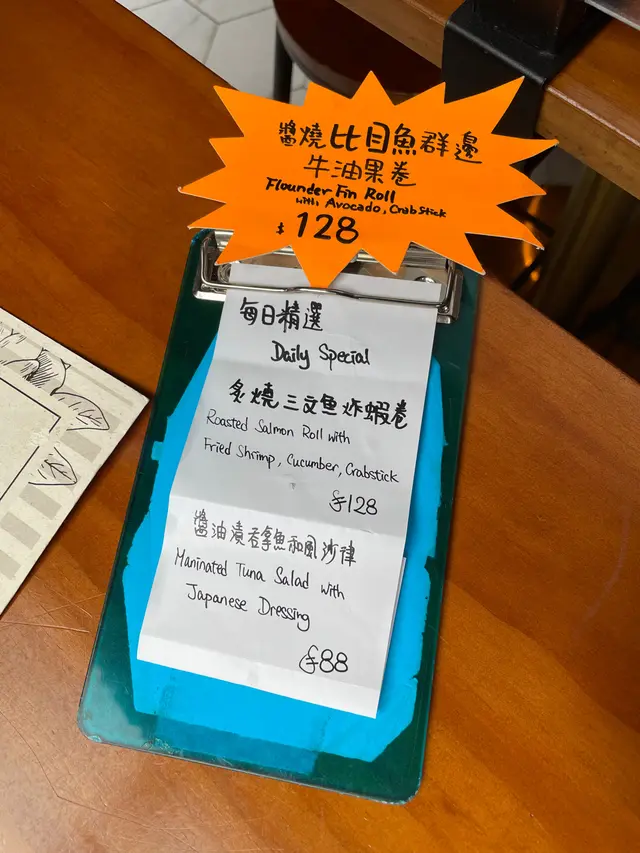 醬燒比目魚群邊
牛油果卷
Flounder Fin Roll
with Avocado, Crab Stick
$128
每日精選
Daily Special
炙燒三文魚炸蝦卷
Roasted Salmon Roll with
Fried Shrimp, Cucumber, Crabstick
$128
醬油漬吞拿魚和風沙律
Maninated Tuna Salad with
Japanese Dressing
$88